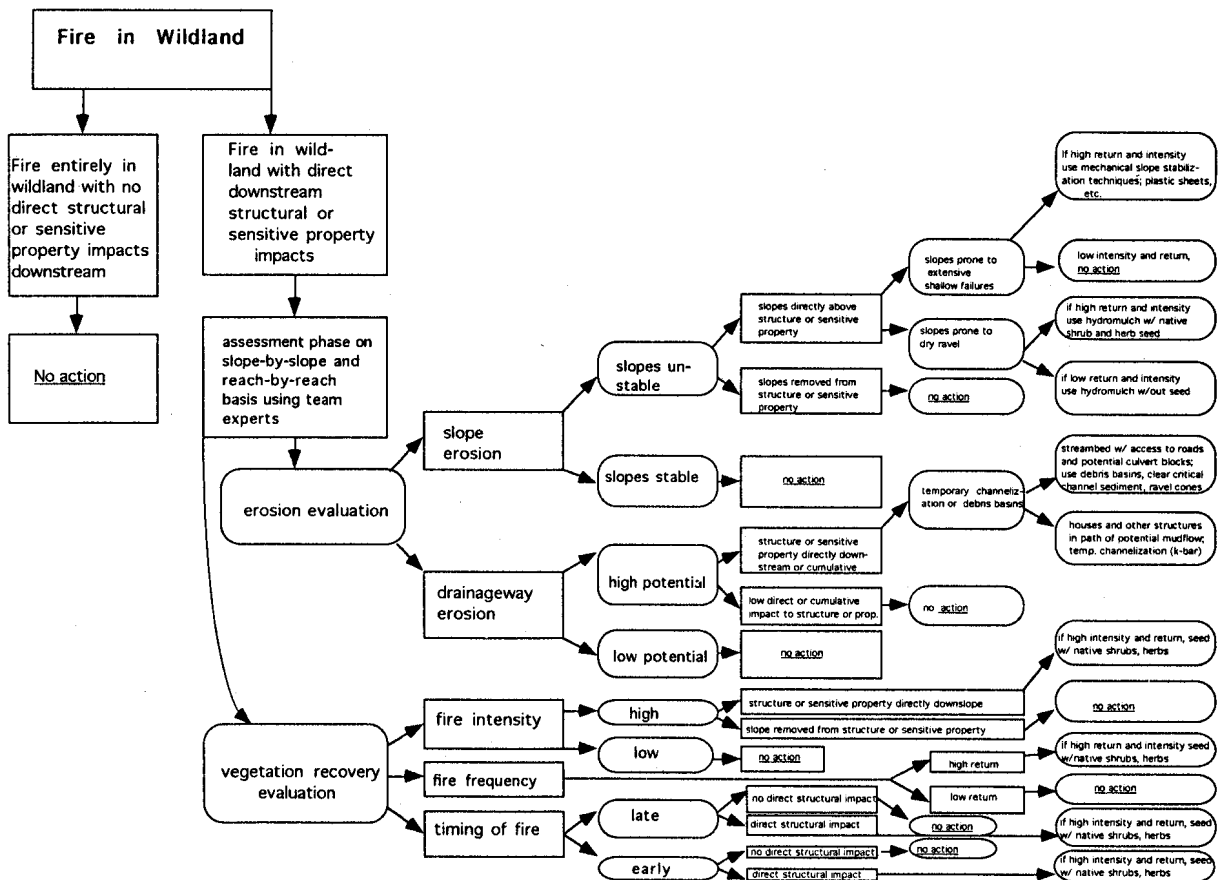 Fire in Wildland
Fire entirely in
wildland with no
direct structural
or sensitive
property impacts
downstream
Fire in wild-
land with direct
downstream
structural or
sensitive property
impacts
No action
assessment phase on
slope-by-slope and
reach-by-reach
basis using team
experts
erosion evaluation
slope
erosion
slopes un-
stable
slopes directly above
structure or sensitive
property
slopes prone to
extensive
shallow failures
if high return and intensity
use mechanical slope stabiliz-
ation techniques; plastic sheets,
etc.
low intensity and return,
no action
slopes prone to
dry ravel
if high return and intensity
use hydromulch w/ native
shrub and herb seed
if low return and intensity
use hydromulch w/out seed
slopes removed from
structure or sensitive
property
no action
slopes stable
no action
drainageway
erosion
high potential
structure or sensitive
property directly down-
stream or cumulative
temporary channeliz-
ation or debris basins
streambed w/ access to roads
and potential culvert blocks;
use debris basins, clear critical
channel sediment, ravel cones
houses and other structures
in path of potential mudflow;
temp. channelization (k-bar)
low direct or cumulative
impact to structure or prop.
no action
low potential
no action
vegetation recovery
evaluation
fire intensity
high
structure or sensitive property directly downslope
if high intensity and return, seed
w/ native shrubs, herbs
slope removed from structure or sensitive property
no action
low
no action
fire frequency
high return
if high return and intensity seed
w/native shrubs, herbs
low return
no action
timing of fire
late
no direct structural impact
no action
direct structural impact
if high intensity and return, seed
w/ native shrubs, herbs
early
no direct structural impact
no action
direct structural impact
if high intensity and return, seed
w/ native shrubs, herbs